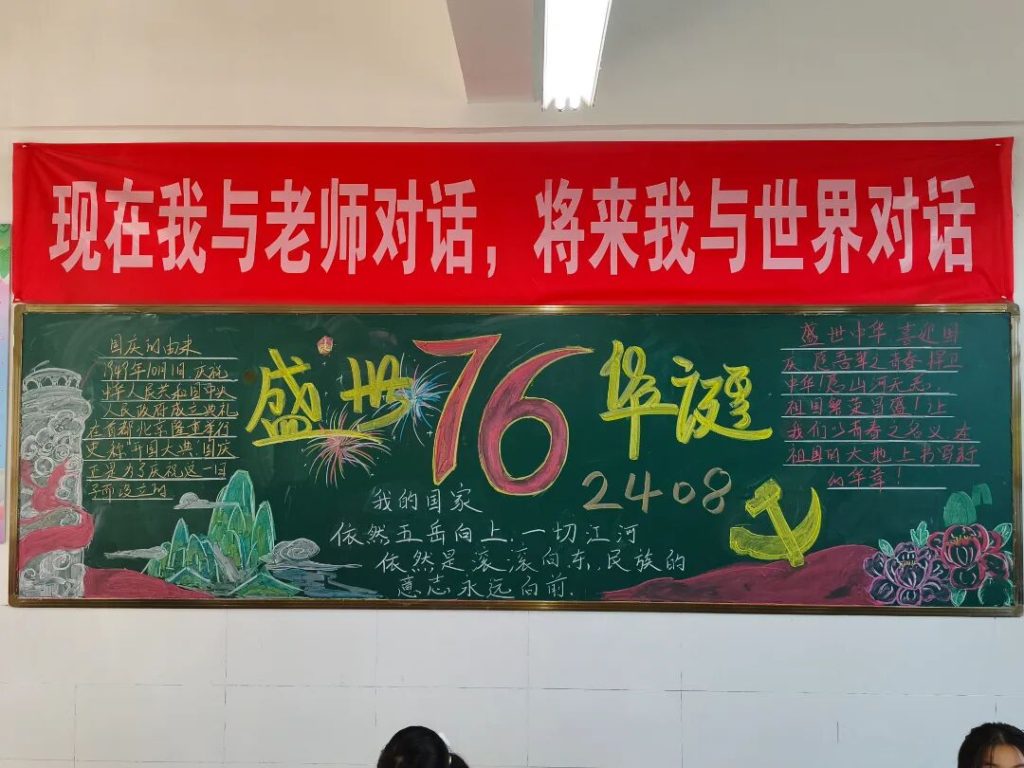 现在我与老师对话，将来我与世界对话
国庆的由来
1949年10月1日 庆祝
中华人民共和国中央
人民政府成立典礼
在首都北京隆重举行
史称"开国大典"国庆
正是为了庆祝这一日
子而设立的
盛世76华诞
2408
我的国家
依然五岳向上.一切江河
依然是滚滚向东,民族的
意志永远向前.
盛世中华 喜迎国
庆 愿吾辈之青春 捍卫
中华!愿山河无恙.
祖国繁荣昌盛!让
我们以青春之名义,在
祖国的大地上书写新
的华章!